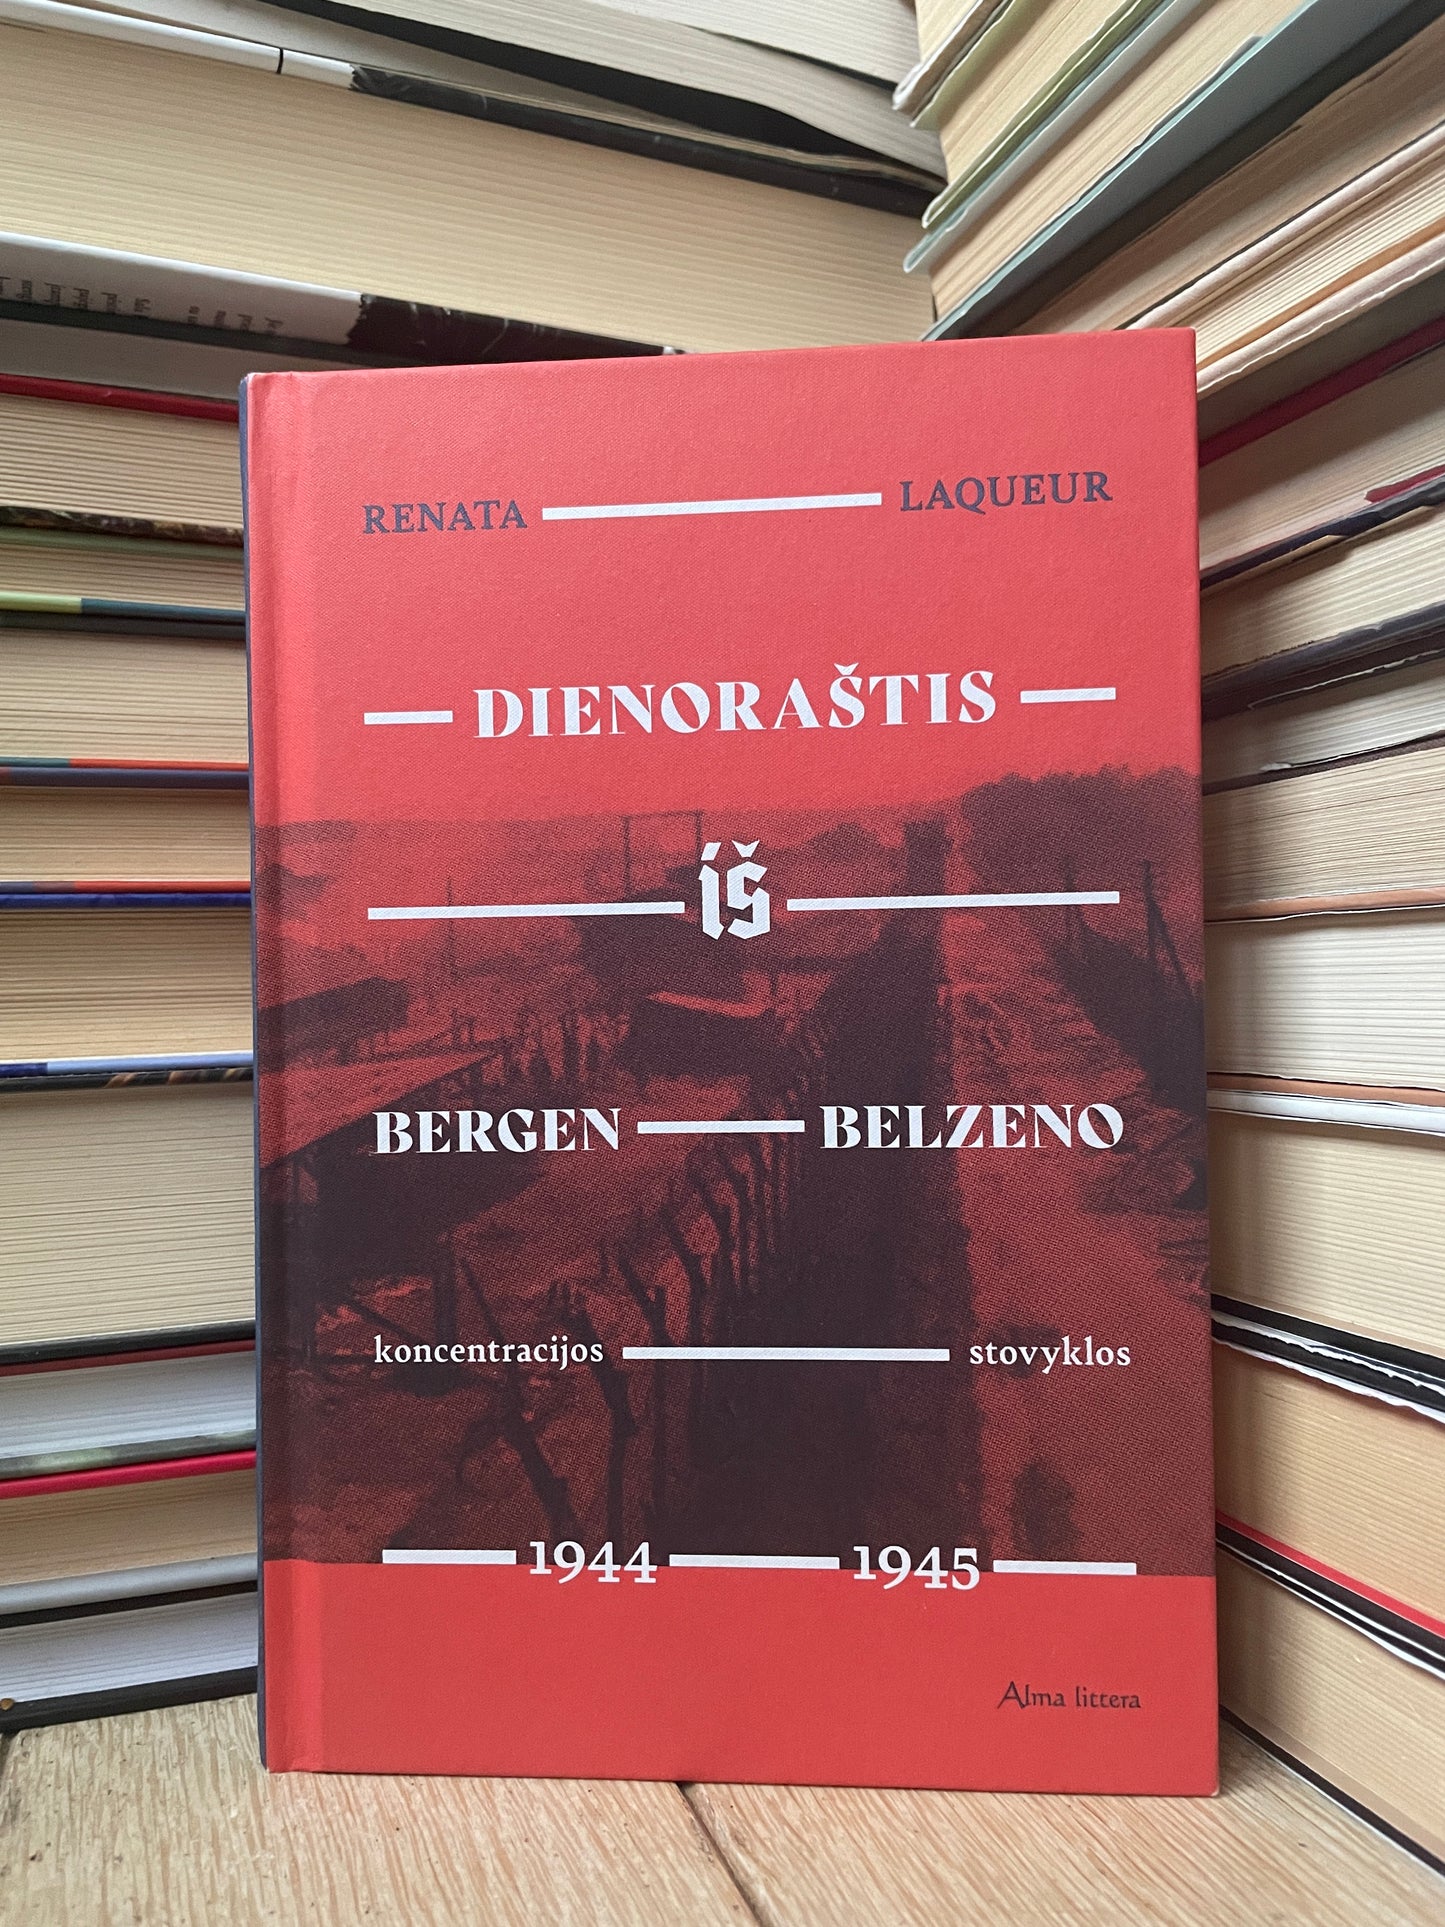 RENATA LAQUEUR
DIENORAŠTIS
iš
BERGEN BELZENO
koncentracijos stovyklos
1944 1945
Alma littera